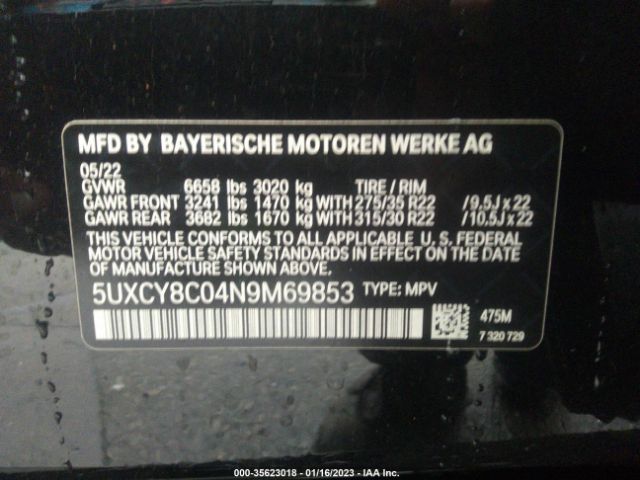 MFD BY BAYERISCHE MOTOREN WERKE AG
05/22
GVWR 6658 lbs 3020 kg TIRE / RIM
GAWR FRONT 3241 lbs 1470 kg WITH 275/35 R22 /9,5J x 22
GAWR REAR 3682 lbs 1670 kg WITH 315/30 R22 /10,5J x 22
THIS VEHICLE CONFORMS TO ALL APPLICABLE U.S. FEDERAL
MOTOR VEHICLE SAFETY STANDARDS IN EFFECT ON THE
DATE OF MANUFACTURE SHOWN ABOVE.
5UXCY8C04N9M69853 TYPE: MPV
475M
7 320 729
000-35623018 - 01/16/2023 - IAA Inc.